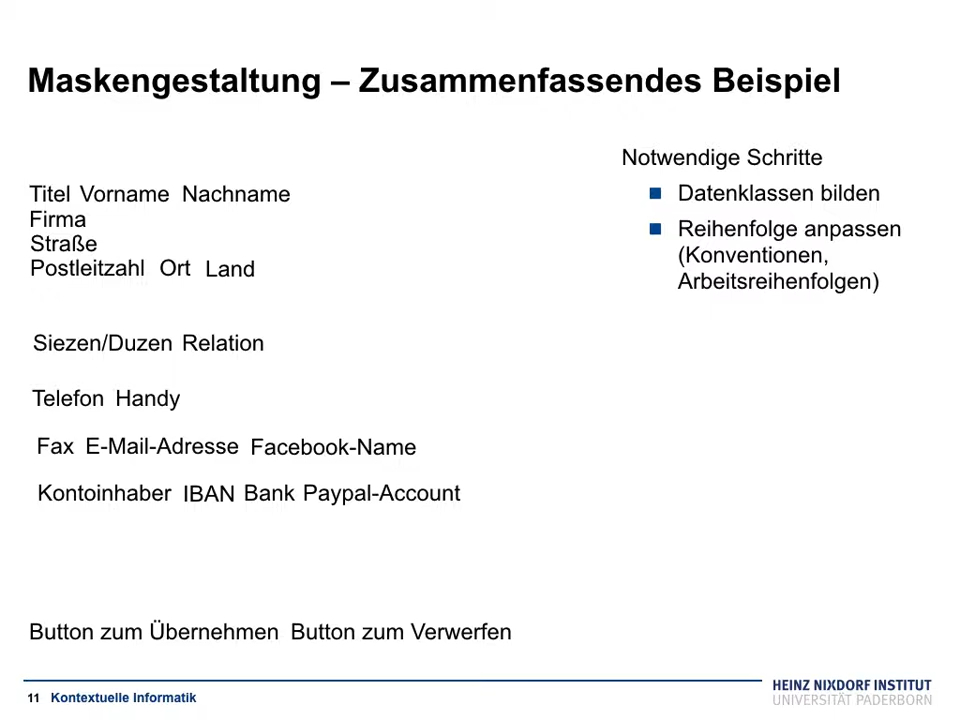 Maskengestaltung – Zusammenfassendes Beispiel
Titel Vorname Nachname
Firma
Straße
Postleitzahl Ort Land
Siezen/Duzen Relation
Telefon Handy
Fax E-Mail-Adresse Facebook-Name
Kontoinhaber IBAN Bank Paypal-Account
Button zum Übernehmen Button zum Verwerfen
Notwendige Schritte
Datenklassen bilden
Reihenfolge anpassen
(Konventionen,
Arbeitsreihenfolgen)
11 Kontextuelle Informatik
HEINZ NIXDORF INSTITUT
UNIVERSITÄT PADERBORN